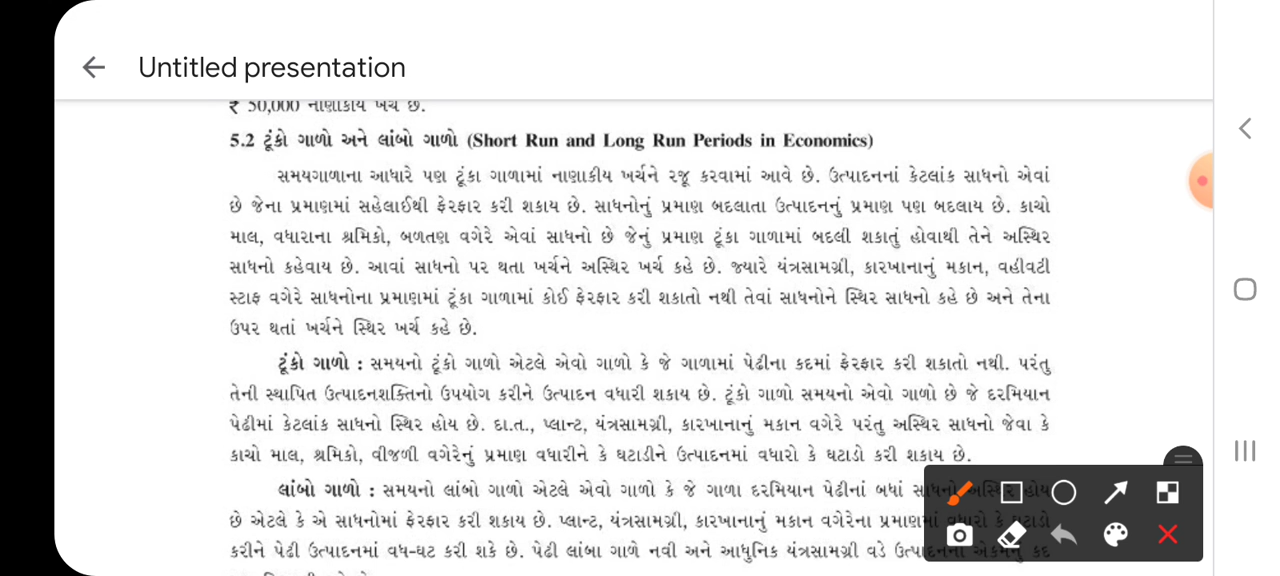 Untitled presentation
₹ 50,000 નાણાકીય ખર્ચ છે.
5.2 ટૂંકો ગાળો અને લાંબો ગાળો (Short Run and Long Run Periods in Economics)
સમયગાળાના આધારે પણ ટૂંકા ગાળામાં નાણાકીય ખર્ચને રજૂ કરવામાં આવે છે. ઉત્પાદનનાં કેટલાંક સાધનો એવાં
છે જેના પ્રમાણમાં સહેલાઈથી ફેરફાર કરી શકાય છે. સાધનોનું પ્રમાણ બદલાતા ઉત્પાદનનું પ્રમાણ પણ બદલાય છે. કાચો
માલ, વધારાના શ્રમિકો, બળતણ વગેરે એવાં સાધનો છે જેનું પ્રમાણ ટૂંકા ગાળામાં બદલી શકાતું હોવાથી તેને અસ્થિર
સાધનો કહેવાય છે. આવાં સાધનો પર થતા ખર્ચને અસ્થિર ખર્ચ કહે છે. જ્યારે યંત્રસામગ્રી, કારખાનાનું મકાન, વહીવટી
સ્ટાફ વગેરે સાધનોના પ્રમાણમાં ટૂંકા ગાળામાં કોઈ ફેરફાર કરી શકાતો નથી તેવાં સાધનોને સ્થિર સાધનો કહે છે અને તેના
ઉપર થતાં ખર્ચને સ્થિર ખર્ચ કહે છે.
ટૂંકો ગાળો : સમયનો ટૂંકો ગાળો એટલે એવો ગાળો કે જે ગાળામાં પેઢીના કદમાં ફેરફાર કરી શકાતો નથી. પરંતુ
તેની સ્થાપિત ઉત્પાદનશક્તિનો ઉપયોગ કરીને ઉત્પાદન વધારી શકાય છે. ટૂંકો ગાળો સમયનો એવો ગાળો છે જે દરમિયાન
પેઢીમાં કેટલાંક સાધનો સ્થિર હોય છે. દા.ત., પ્લાન્ટ, યંત્રસામગ્રી, કારખાનાનું મકાન વગેરે પરંતુ અસ્થિર સાધનો જેવા કે
કાચો માલ, શ્રમિકો, વીજળી વગેરેનું પ્રમાણ વધારીને કે ઘટાડીને ઉત્પાદનમાં વધારો કે ઘટાડો કરી શકાય છે.
લાંબો ગાળો : સમયનો લાંબો ગાળો એટલે એવો ગાળો કે જે ગાળા દરમિયાન પેઢીનાં બધાં સાધનો અસ્થિર હોય
છે એટલે કે એ સાધનોમાં ફેરફાર કરી શકાય છે. પ્લાન્ટ, યંત્રસામગ્રી, કારખાનાનું મકાન વગેરેના પ્રમાણમાં વધારો કે ઘટાડો
કરીને પેઢી ઉત્પાદનમાં વધ-ઘટ કરી શકે છે. પેઢી લાંબા ગાળે નવી અને આધુનિક યંત્રસામગ્રી વડે ઉત્પાદનના એકમનું કદ